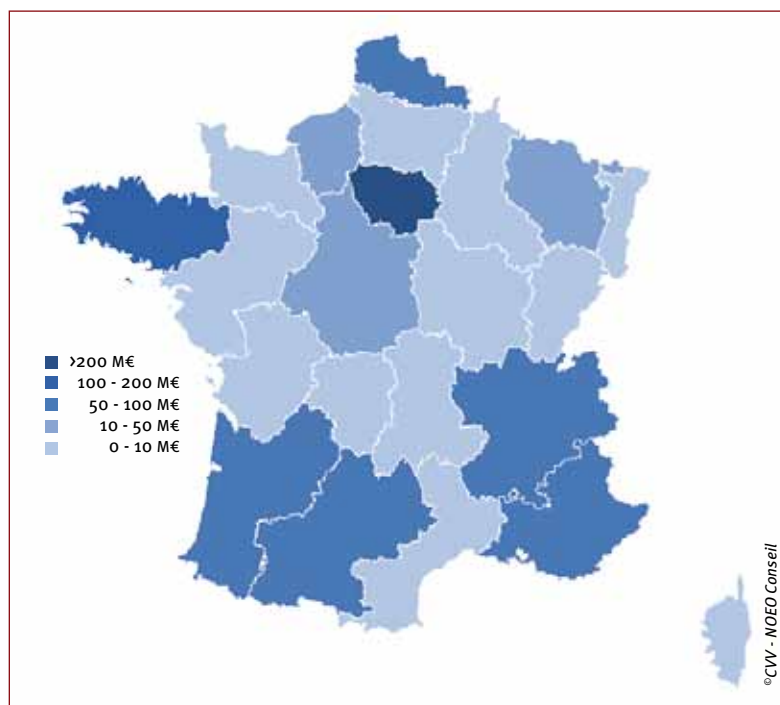 >200 M€
100 - 200 M€
50 - 100 M€
10 - 50 M€
0 - 10 M€
©CVV - NOEO Conseil